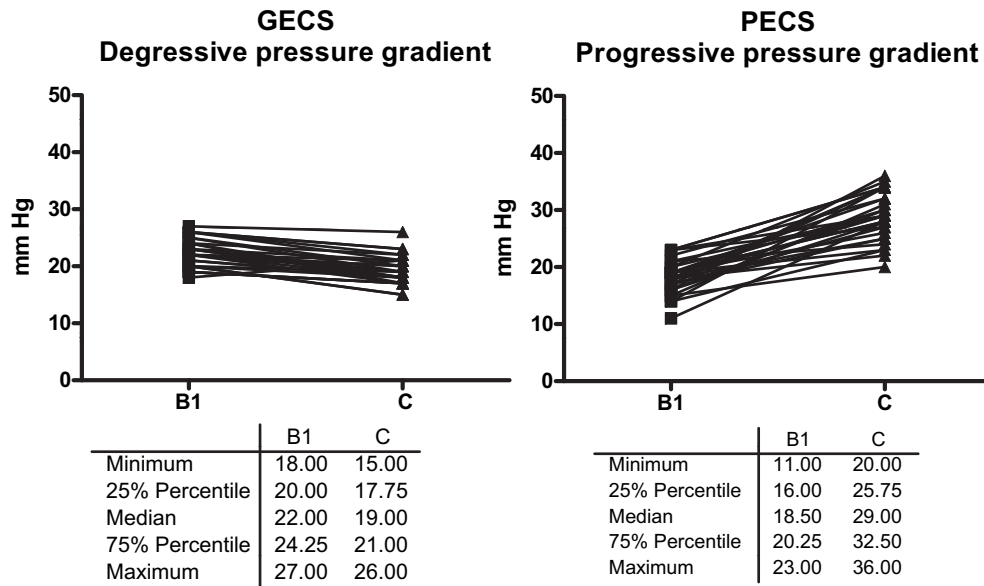 GECS
Degressive pressure gradient
50
40
30
20
10
0
mm Hg
B1 C
B1 C
Minimum 18.00 15.00
25% Percentile 20.00 17.75
Median 22.00 19.00
75% Percentile 24.25 21.00
Maximum 27.00 26.00
PECS
Progressive pressure gradient
50
40
30
20
10
0
mm Hg
B1 C
B1 C
Minimum 11.00 20.00
25% Percentile 16.00 25.75
Median 18.50 29.00
75% Percentile 20.25 32.50
Maximum 23.00 36.00